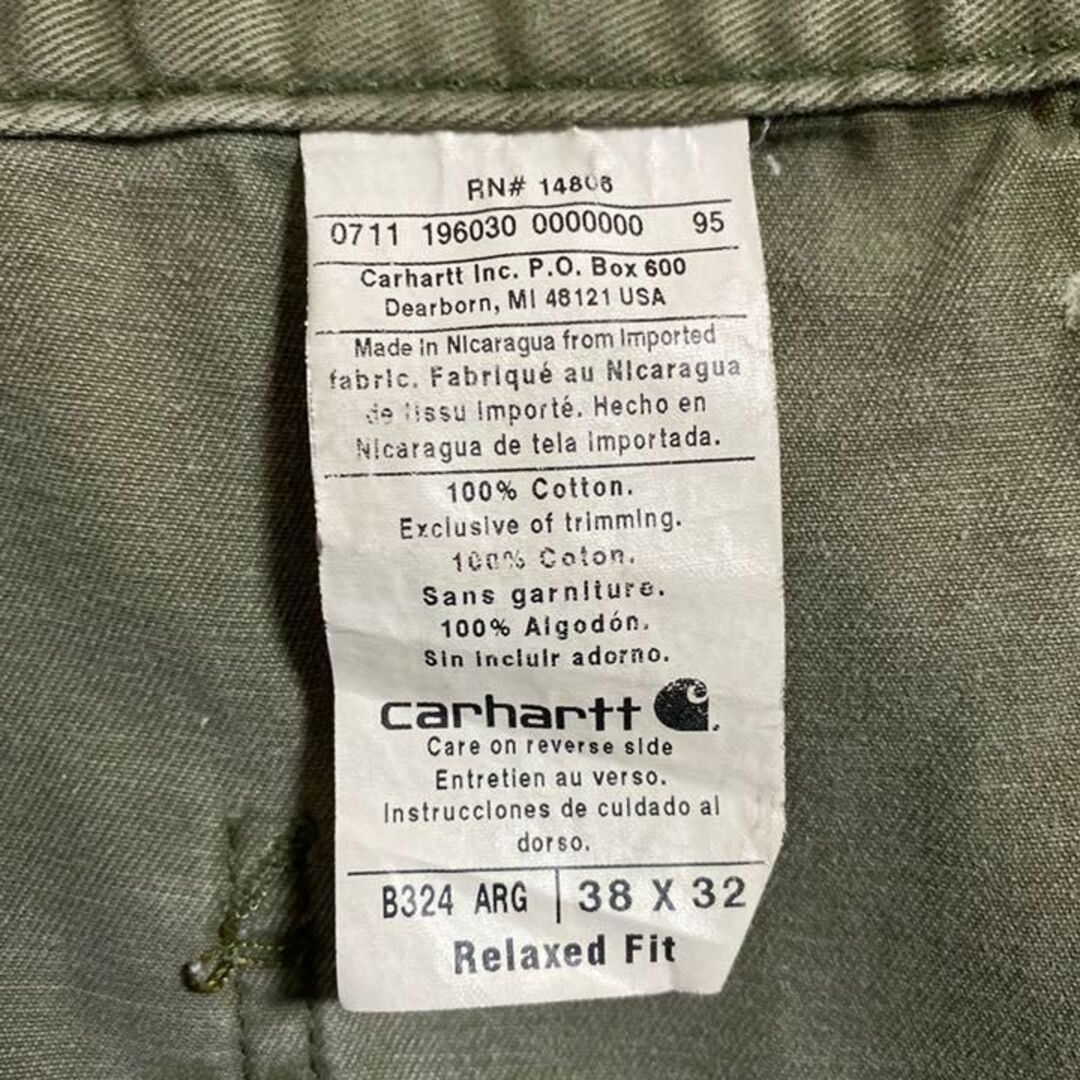 RN# 14806
0711 196030 0000000 95
Carhartt Inc. P.O. Box 600
Dearborn, MI 48121 USA
Made in Nicaragua from Imported
fabric. Fabriqué au Nicaragua
de tissu importé. Hecho en
Nicaragua de tela importada.
100% Cotton.
Exclusive of trimming.
100% Coton.
Sans garniture.
100% Algodón.
Sin incluir adorno.
carhartt
Care on reverse side
Entretien au verso.
Instrucciones de cuidado al
dorso.
B324 ARG | 38 X 32
Relaxed Fit